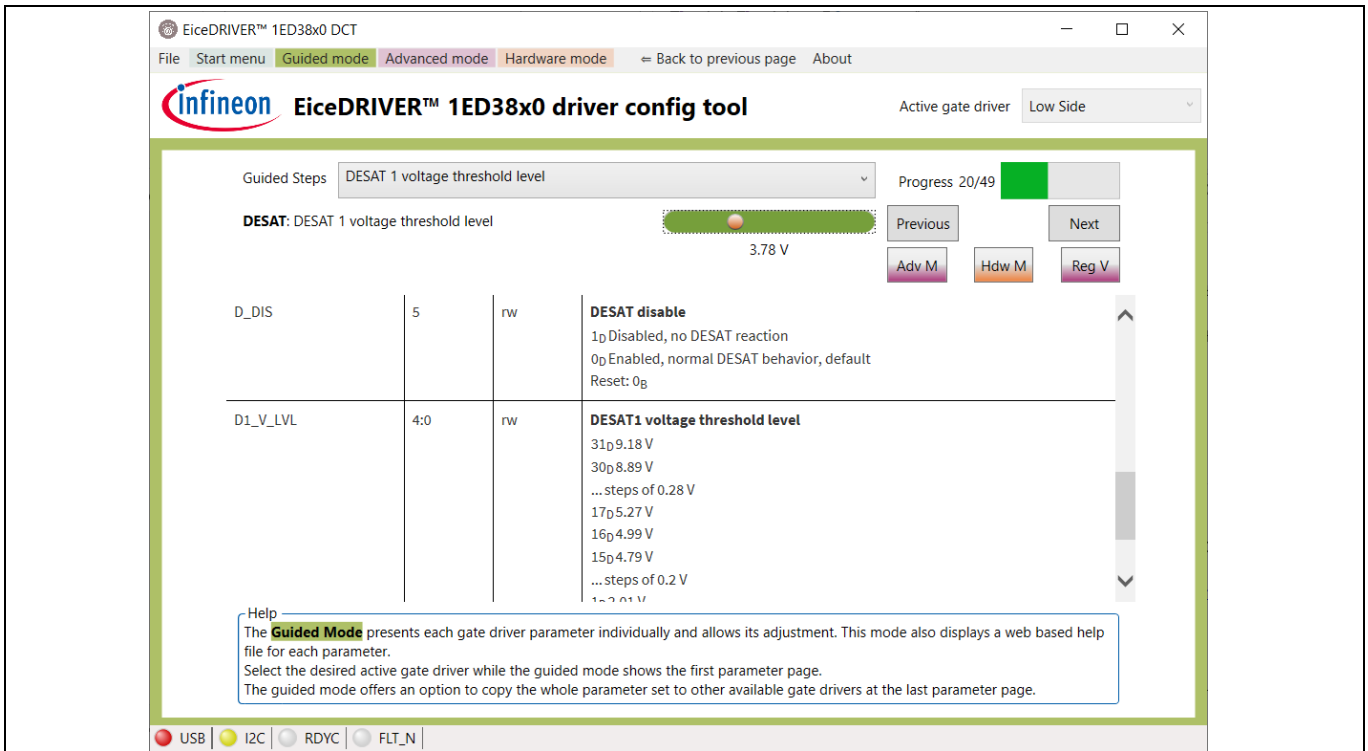 EiceDRIVER™ 1ED38x0 DCT
File Start menu Guided mode Advanced mode Hardware mode ⇐ Back to previous page About
infineon EiceDRIVER™ 1ED38x0 driver config tool Active gate driver Low Side
Guided Steps DESAT 1 voltage threshold level Progress 20/49
DESAT: DESAT 1 voltage threshold level Previous Next
3.78 V
Adv M Hdw M Reg V
D_DIS 5 rw DESAT disable
1D Disabled, no DESAT reaction
0D Enabled, normal DESAT behavior, default
Reset: 0B
D1_V_LVL 4:0 rw DESAT1 voltage threshold level
31D 9.18 V
30D 8.89 V
... steps of 0.28 V
17D 5.27 V
16D 4.99 V
15D 4.79 V
... steps of 0.2 V
1D 2.01 V
Help
The Guided Mode presents each gate driver parameter individually and allows its adjustment. This mode also displays a web based help
file for each parameter.
Select the desired active gate driver while the guided mode shows the first parameter page.
The guided mode offers an option to copy the whole parameter set to other available gate drivers at the last parameter page.
USB I2C RDYC FLT_N